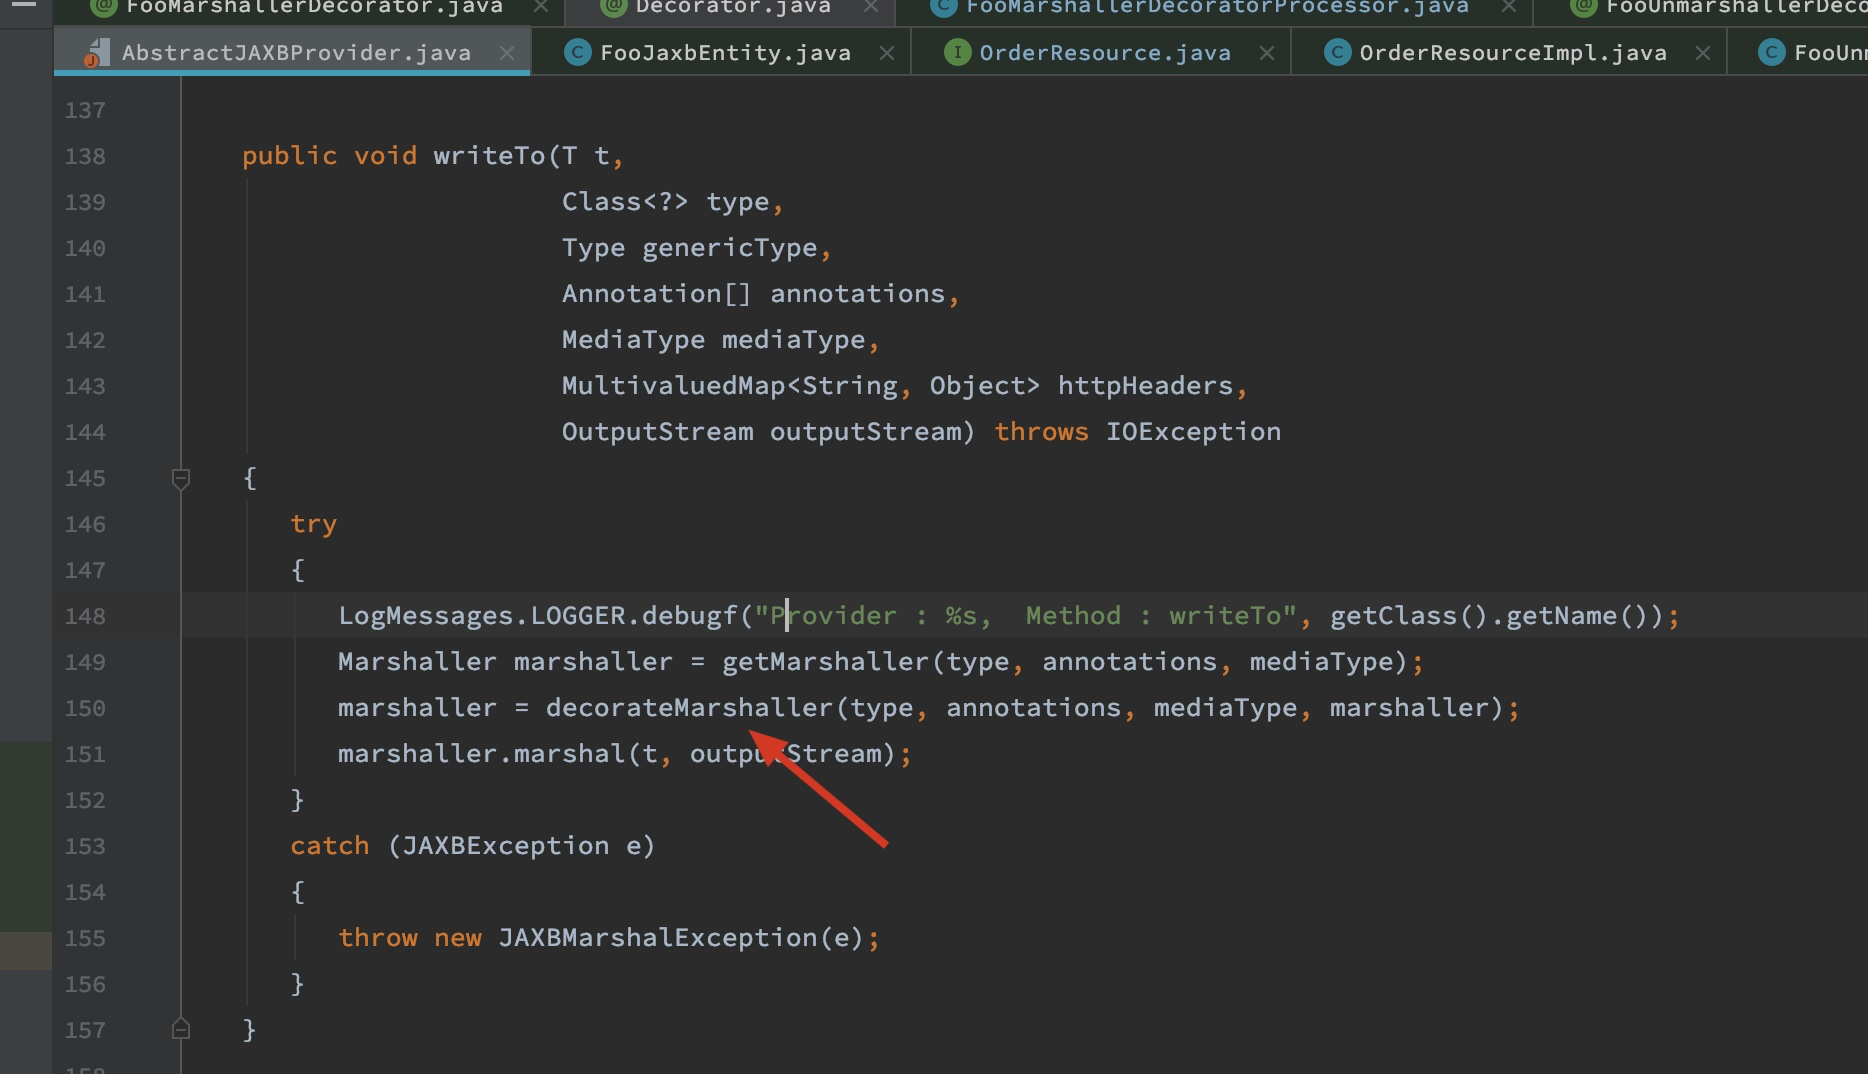 FooMarshallerDecorator.java Decorator.java FooMarshallerDecoratorProcessor.java
AbstractJAXBProvider.java FooJaxbEntity.java OrderResource.java OrderResourceImpl.java
137
138 public void writeTo(T t,
139 Class<?> type,
140 Type genericType,
141 Annotation[] annotations,
142 MediaType mediaType,
143 MultivaluedMap<String, Object> httpHeaders,
144 OutputStream outputStream) throws IOException
145 {
146 try
147 {
148 LogMessages.LOGGER.debugf("Provider : %s,  Method : writeTo", getClass().getName());
149 Marshaller marshaller = getMarshaller(type, annotations, mediaType);
150 marshaller = decorateMarshaller(type, annotations, mediaType, marshaller);
151 marshaller.marshal(t, outputStream);
152 }
153 catch (JAXBException e)
154 {
155 throw new JAXBMarshalException(e);
156 }
157 }
158